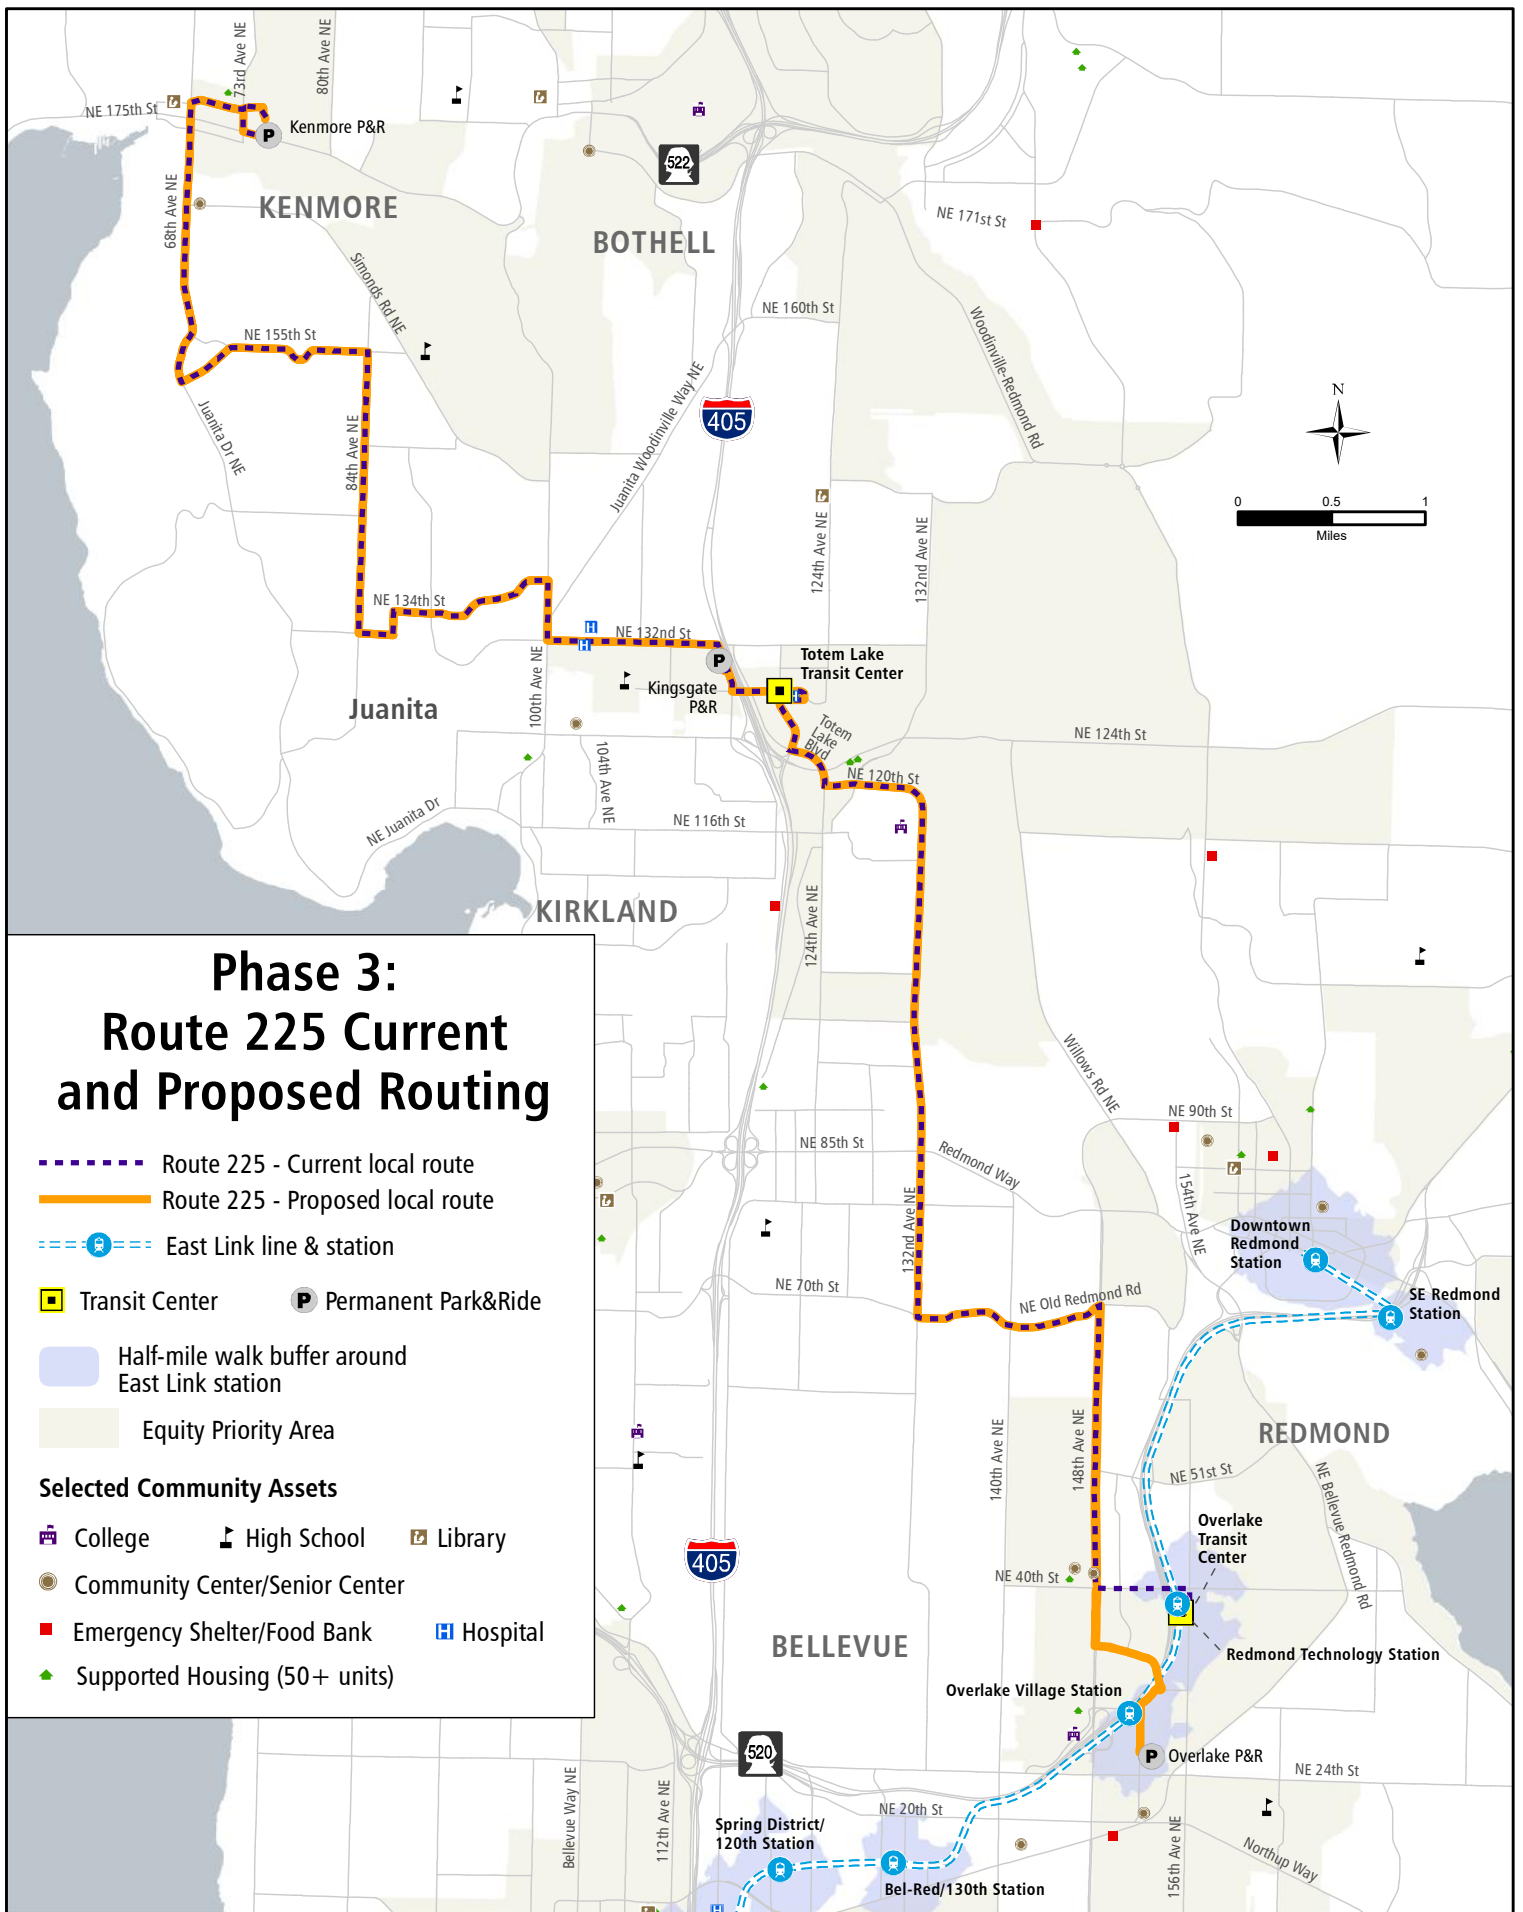 73rd Ave NE
80th Ave NE
NE 175th St
P
Kenmore P&R
522
68th Ave NE
KENMORE
BOTHELL
NE 171st St
Simonds Rd NE
NE 160th St
NE 155th St
Woodinville-Redmond Rd
Juanita Woodinville Way NE
405
N
Juanita Dr NE
84th Ave NE
0 0.5 1
Miles
124th Ave NE
132nd Ave NE
NE 134th St
H
H
NE 132nd St
P
Totem Lake
Transit Center
100th Ave NE
Kingsgate
P&R
H
Juanita
Totem
Lake
Blvd
NE 124th St
104th Ave NE
NE 120th St
NE Juanita Dr
NE 116th St
KIRKLAND
124th Ave NE
Phase 3:
Route 225 Current
and Proposed Routing
Route 225 - Current local route
Route 225 - Proposed local route
East Link line & station
Transit Center
P Permanent Park&Ride
Half-mile walk buffer around
East Link station
Equity Priority Area
Selected Community Assets
College
High School
Library
Community Center/Senior Center
Emergency Shelter/Food Bank
H Hospital
Supported Housing (50+ units)
Willows Rd NE
NE 90th St
NE 85th St
Redmond Way
154th Ave NE
132nd Ave NE
Downtown
Redmond
Station
NE 70th St
NE Old Redmond Rd
SE Redmond
Station
140th Ave NE
148th Ave NE
REDMOND
NE 51st St
NE Bellevue Redmond Rd
Overlake
Transit
Center
405
NE 40th St
BELLEVUE
Redmond Technology Station
Overlake Village Station
520
P
Overlake P&R
NE 24th St
Bellevue Way NE
112th Ave NE
NE 20th St
Spring District/
120th Station
156th Ave NE
Northup Way
Bel-Red/130th Station
H